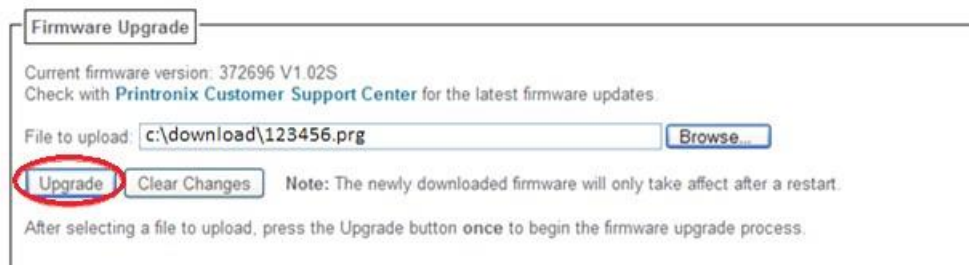 Firmware Upgrade
Current firmware version: 372696 V1.02S
Check with Printronix Customer Support Center for the latest firmware updates.
File to upload: c:\download\123456.prg Browse...
Upgrade Clear Changes Note: The newly downloaded firmware will only take affect after a restart.
After selecting a file to upload, press the Upgrade button once to begin the firmware upgrade process.